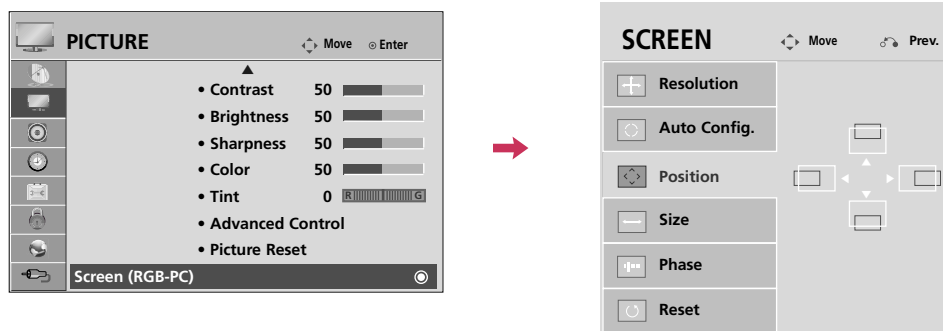 PICTURE
Move
Enter
• Contrast 50
• Brightness 50
• Sharpness 50
• Color 50
• Tint 0 R G
• Advanced Control
• Picture Reset
Screen (RGB-PC)
SCREEN
Move
Prev.
Resolution
Auto Config.
Position
Size
Phase
Reset